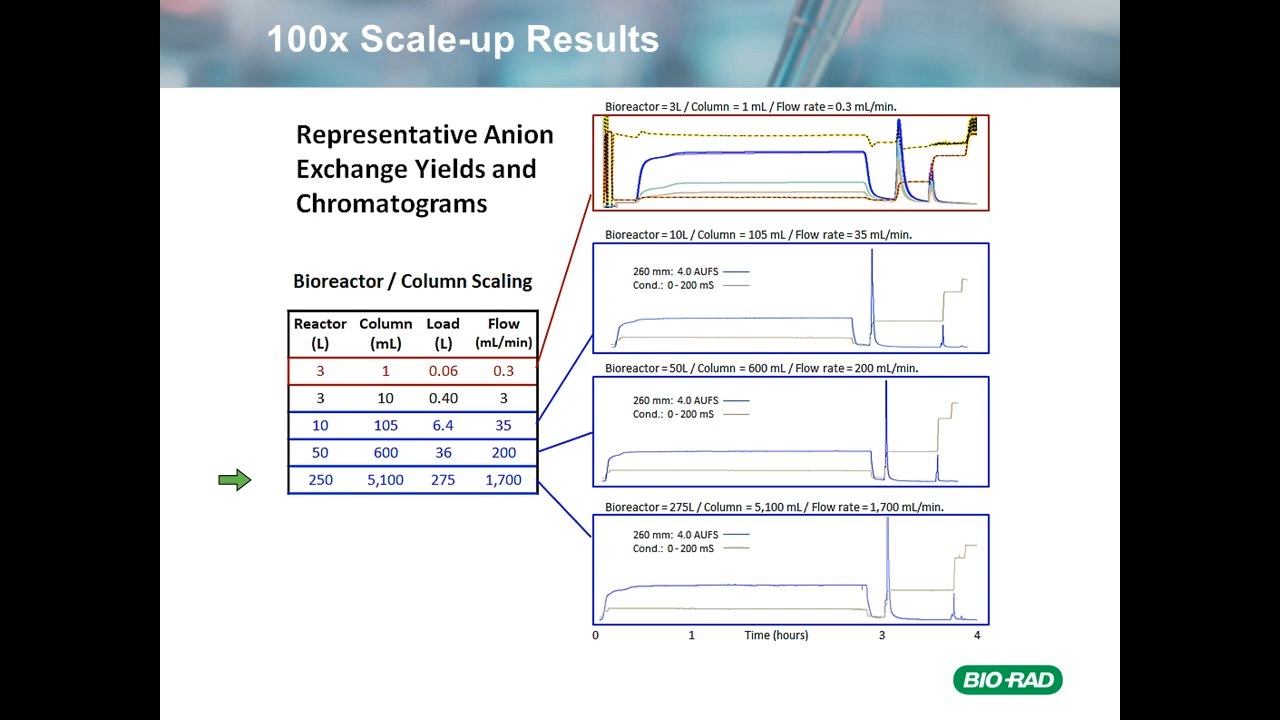 100x Scale-up Results
Representative Anion
Exchange Yields and
Chromatograms
Bioreactor / Column Scaling
Reactor Column Load Flow
(L) (mL) (L) (mL/min)
3 1 0.06 0.3
3 10 0.40 3
10 105 6.4 35
50 600 36 200
250 5,100 275 1,700
Bioreactor = 3L / Column = 1 mL / Flow rate = 0.3 mL/min.
Bioreactor = 10L / Column = 105 mL / Flow rate = 35 mL/min.
260 mm: 4.0 AUFS
Cond.: 0 - 200 mS
Bioreactor = 50L / Column = 600 mL / Flow rate = 200 mL/min.
260 mm: 4.0 AUFS
Cond.: 0 - 200 mS
Bioreactor = 275L / Column = 5,100 mL / Flow rate = 1,700 mL/min.
260 mm: 4.0 AUFS
Cond.: 0 - 200 mS
0 1 Time (hours) 3 4
BIO-RAD